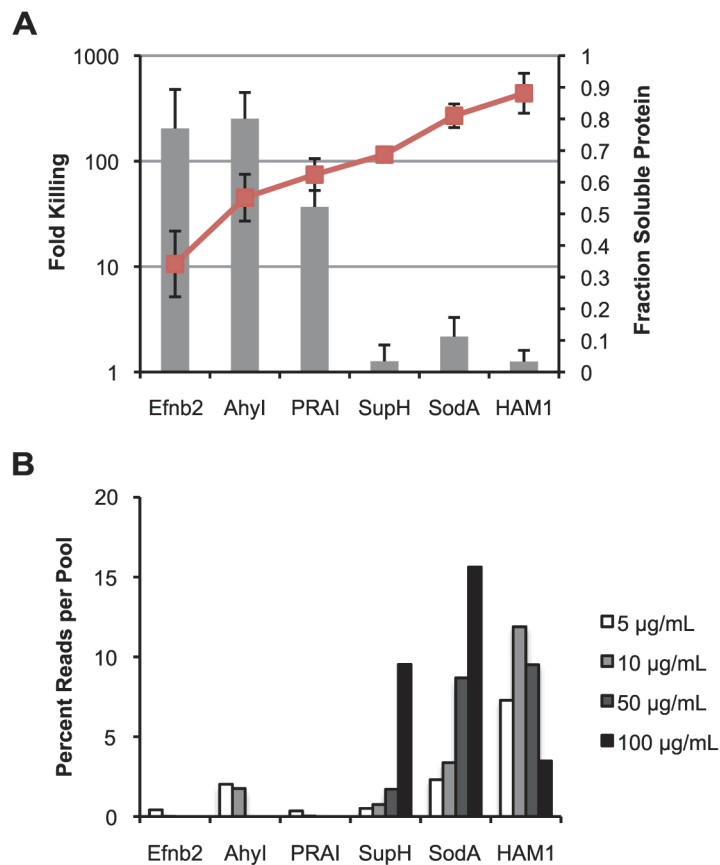 A
Fold Killing
1000
100
10
1
Fraction Soluble Protein
1
0.9
0.8
0.7
0.6
0.5
0.4
0.3
0.2
0.1
0
Efnb2 AhyI PRAI SupH SodA HAM1
B
Percent Reads per Pool
20
15
10
5
0
5 µg/mL
10 µg/mL
50 µg/mL
100 µg/mL
Efnb2 AhyI PRAI SupH SodA HAM1